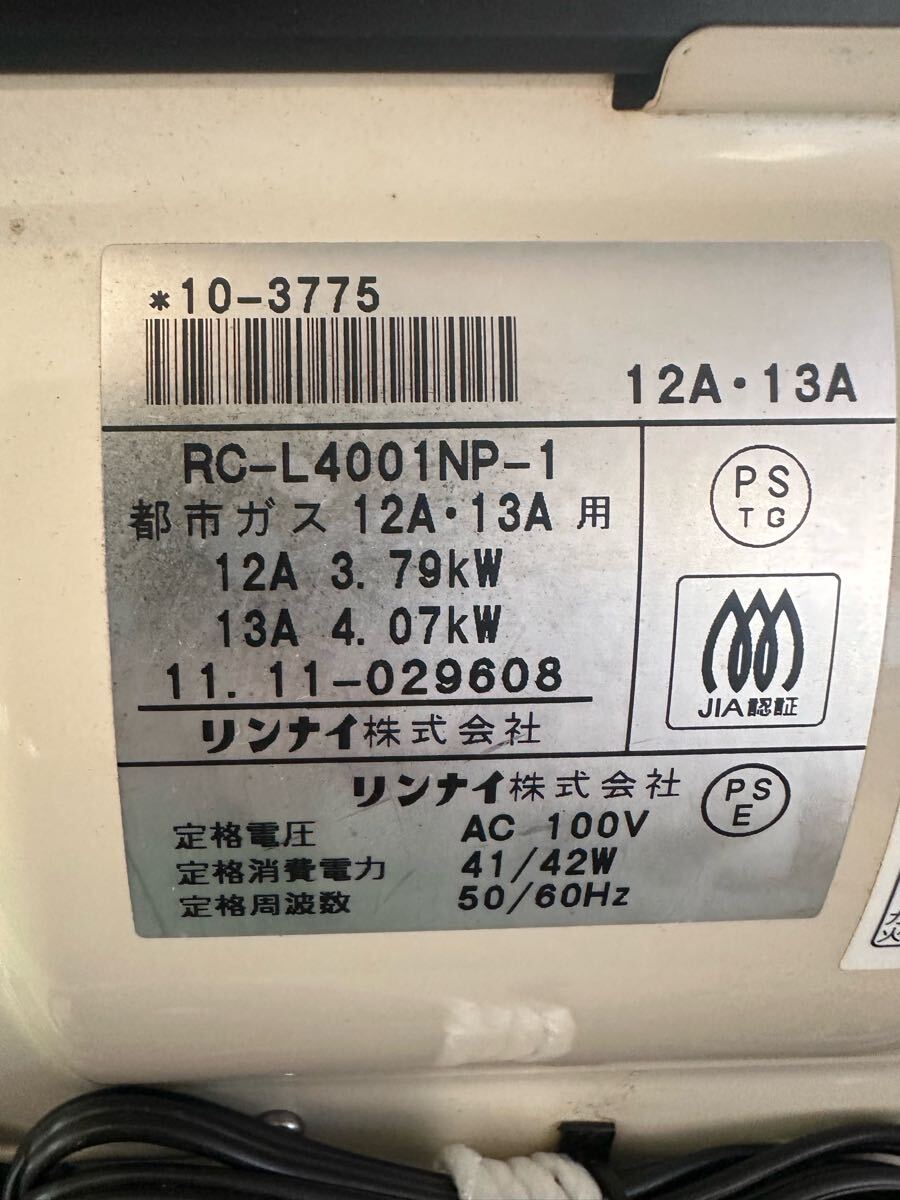 *10-3775
12A・13A
RC-L4001NP-1
都市ガス 12A・13A 用
12A 3.79kW
13A 4.07kW
11.11-029608
リンナイ株式会社
PS
TG
JIA認証
リンナイ株式会社
PS
E
定格電圧 AC 100V
定格消費電力 41/42W
定格周波数 50/60Hz
火